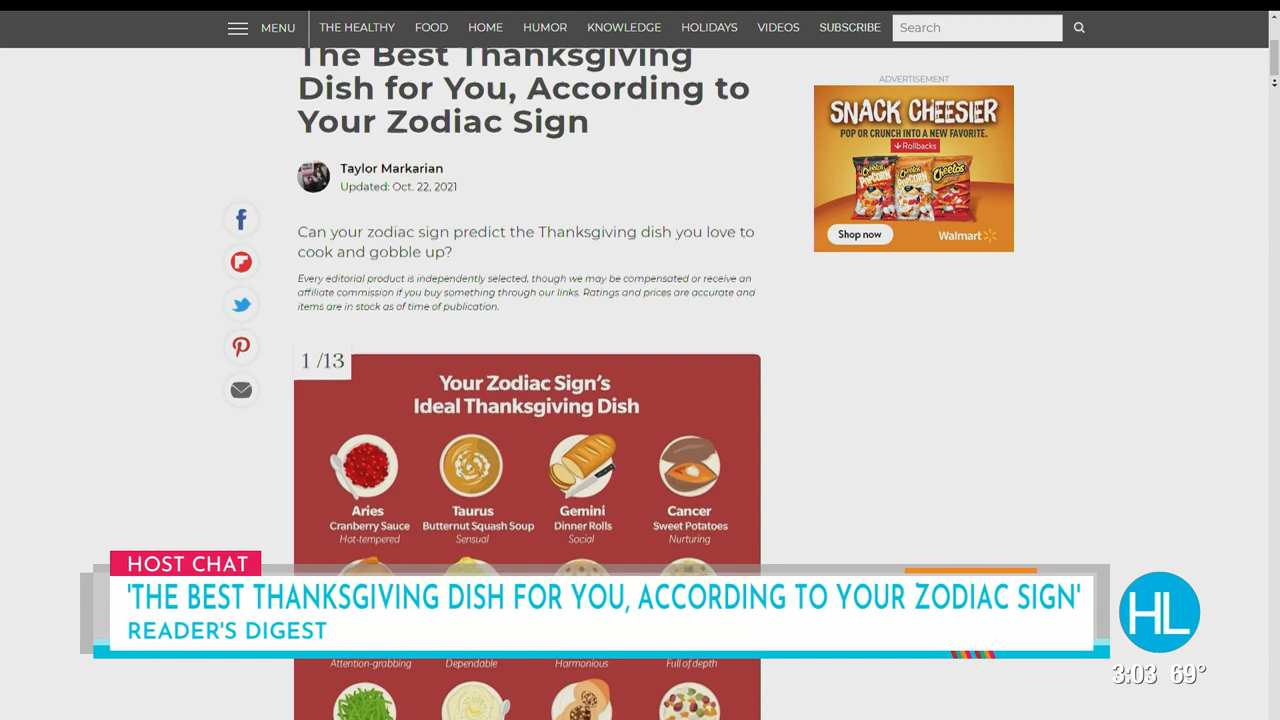 MENU
THE HEALTHY FOOD HOME HUMOR KNOWLEDGE HOLIDAYS VIDEOS SUBSCRIBE Search
The Best Thanksgiving
Dish for You, According to
Your Zodiac Sign
Taylor Markarian
Updated: Oct. 22, 2021
Can your zodiac sign predict the Thanksgiving dish you love to
cook and gobble up?
Every editorial product is independently selected, though we may be compensated or receive an
affiliate commission if you buy something through our links. Ratings and prices are accurate and
items are in stock as of time of publication.
ADVERTISEMENT
SNACK CHEESIER
POP OR CRUNCH INTO A NEW FAVORITE.
Rollbacks
Cheetos
POPCORN
Cheetos
POPCORN
Cheetos
Shop now
Walmart
1 /13
Your Zodiac Sign's
Ideal Thanksgiving Dish
Aries
Cranberry Sauce
Hot-tempered
Taurus
Butternut Squash Soup
Sensual
Gemini
Dinner Rolls
Social
Cancer
Sweet Potatoes
Nurturing
HOST CHAT
'THE BEST THANKSGIVING DISH FOR YOU, ACCORDING TO YOUR ZODIAC SIGN'
READER'S DIGEST
HL
3:03 69°
Attention-grabbing
Dependable
Harmonious
Full of depth